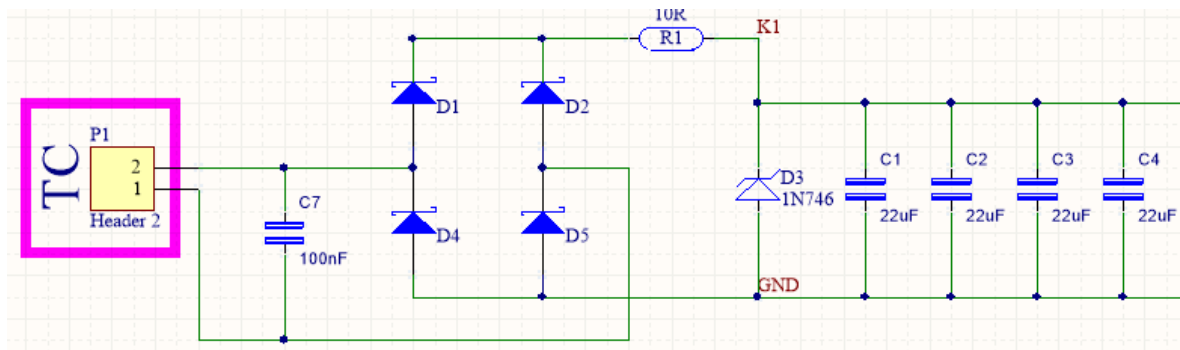 10R
R1
K1
D1
D2
TC
P1
2
1
Header 2
C7
100nF
D4
D5
D3
1N746
C1
22uF
C2
22uF
C3
22uF
C4
22uF
GND